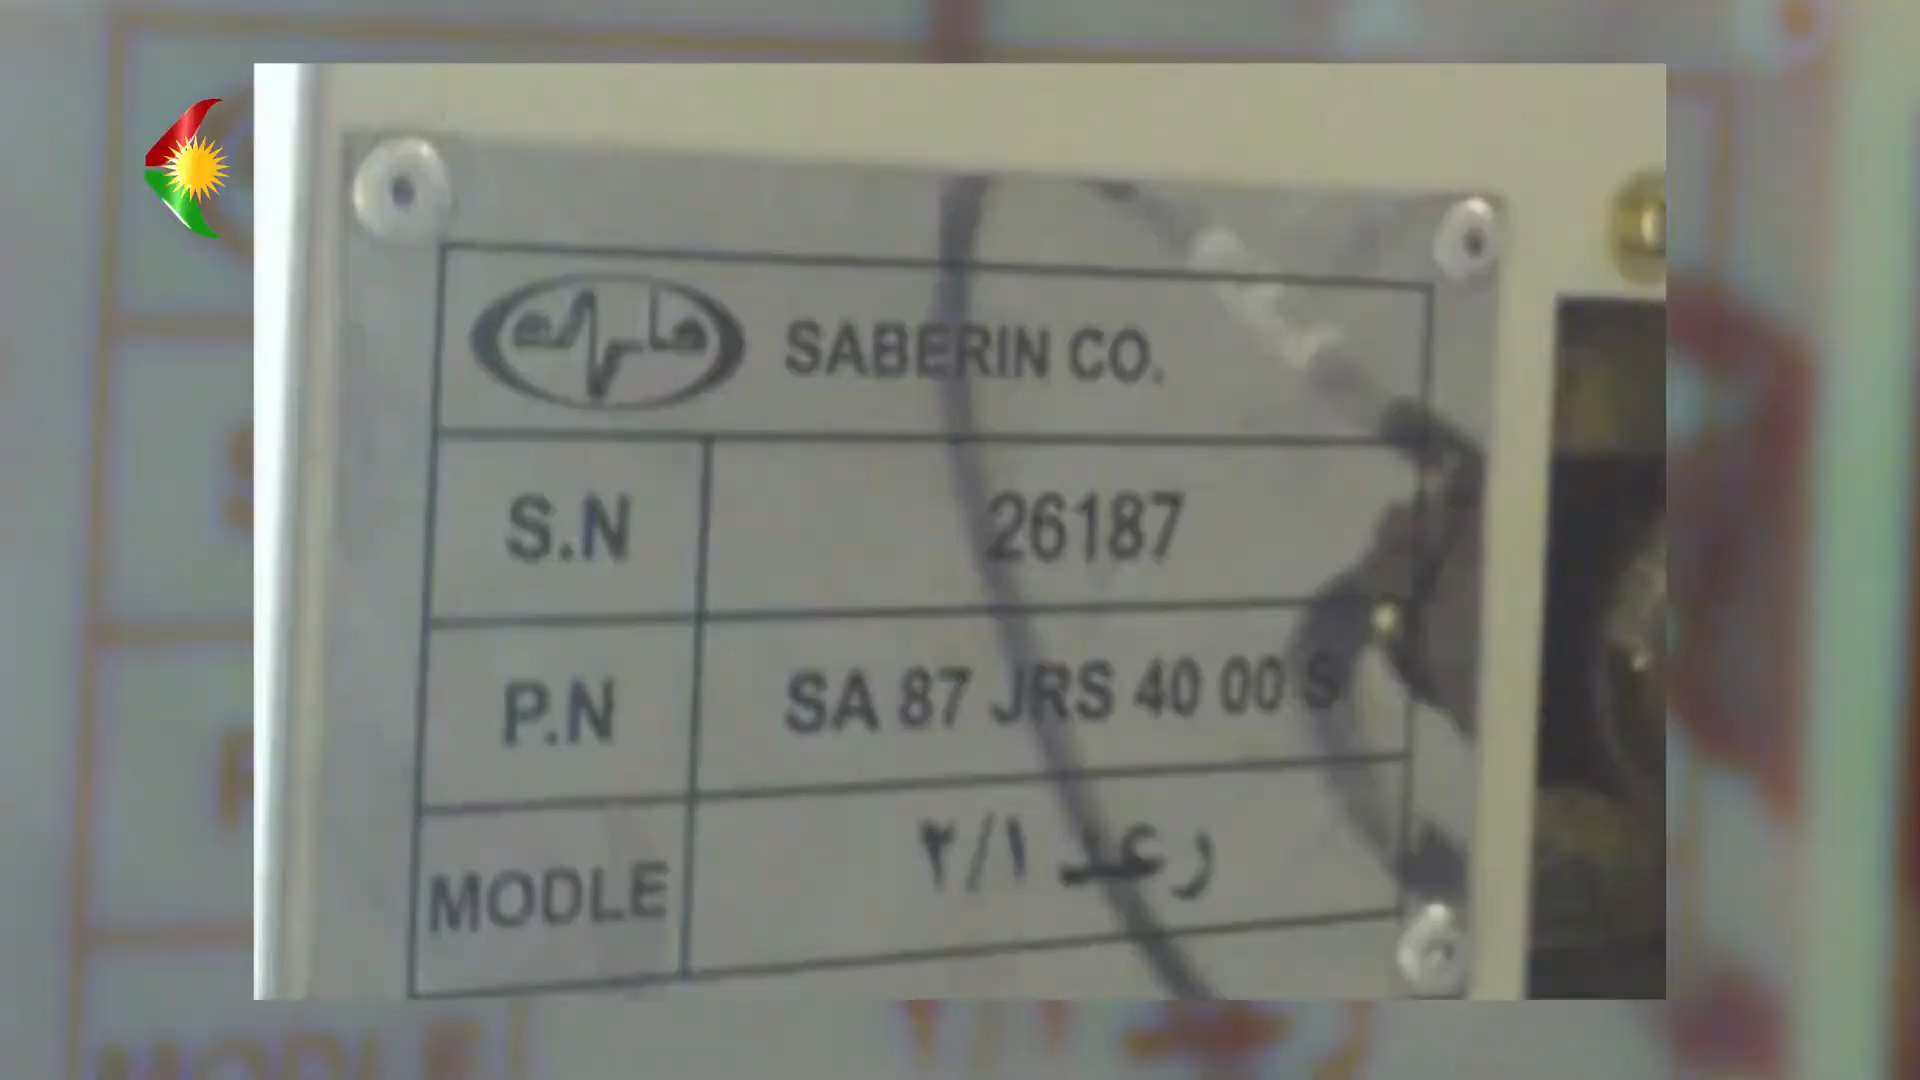 SABERIN CO.
S.N 26187
P.N SA 87 JRS 40 00 S
MODLE رعد ۲/۱